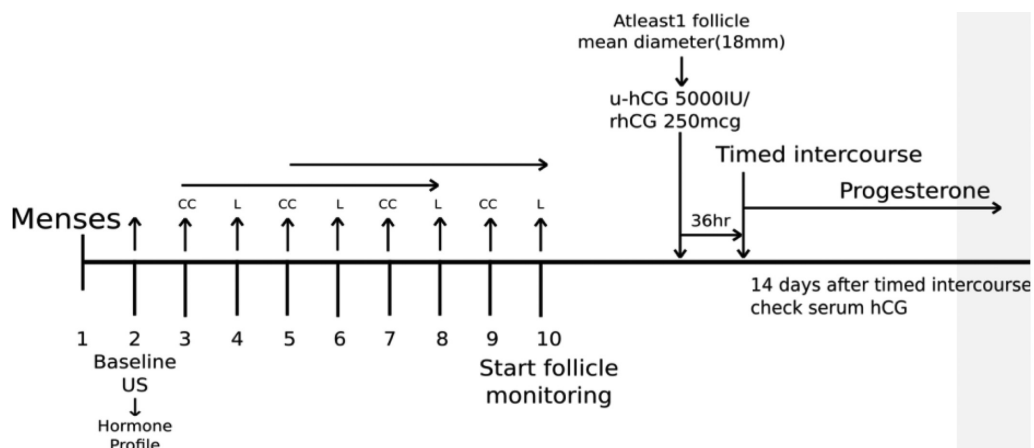 Atleast1 follicle
mean diameter(18mm)
u-hCG 5000IU/
rhCG 250mcg
Timed intercourse
Progesterone
36hr
Menses
CC L CC L CC L CC L
1 2 3 4 5 6 7 8 9 10
Baseline
US
Hormone
Profile
Start follicle
monitoring
14 days after timed intercourse
check serum hCG